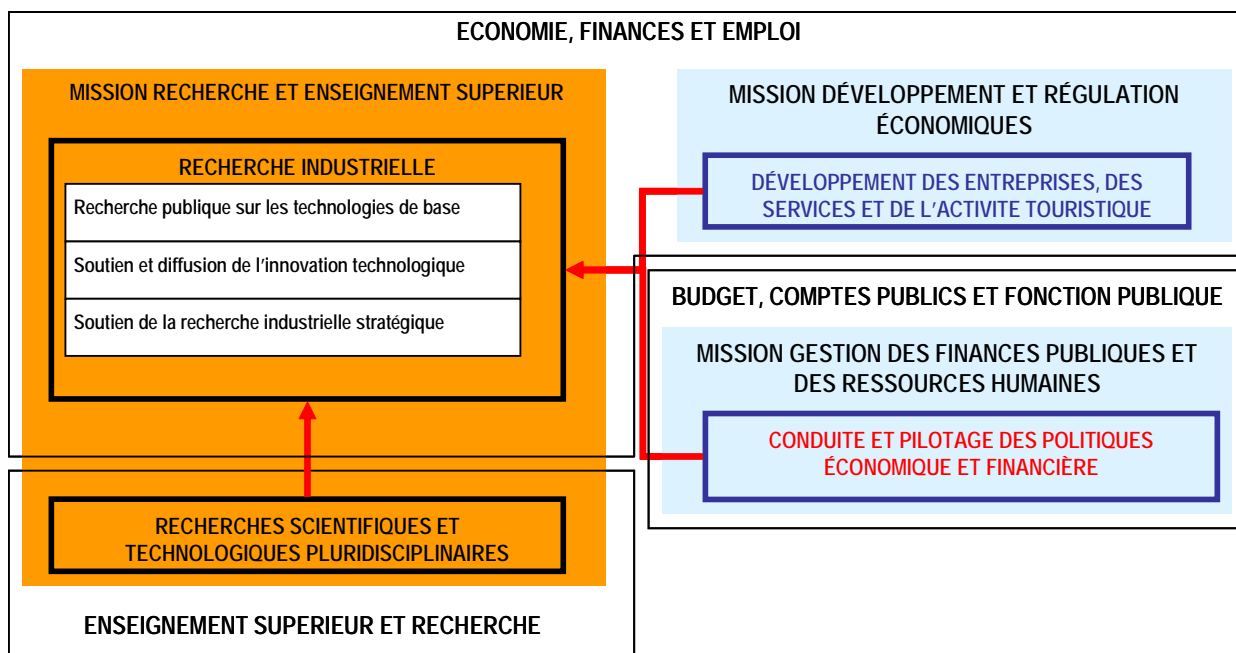 ECONOMIE, FINANCES ET EMPLOI
MISSION RECHERCHE ET ENSEIGNEMENT SUPERIEUR
RECHERCHE INDUSTRIELLE
Recherche publique sur les technologies de base
Soutien et diffusion de l'innovation technologique
Soutien de la recherche industrielle stratégique
MISSION DÉVELOPPEMENT ET RÉGULATION
ÉCONOMIQUES
DÉVELOPPEMENT DES ENTREPRISES, DES
SERVICES ET DE L'ACTIVITE TOURISTIQUE
BUDGET, COMPTES PUBLICS ET FONCTION PUBLIQUE
MISSION GESTION DES FINANCES PUBLIQUES ET
DES RESSOURCES HUMAINES
CONDUITE ET PILOTAGE DES POLITIQUES
ÉCONOMIQUE ET FINANCIÈRE
RECHERCHES SCIENTIFIQUES ET
TECHNOLOGIQUES PLURIDISCIPLINAIRES
ENSEIGNEMENT SUPERIEUR ET RECHERCHE